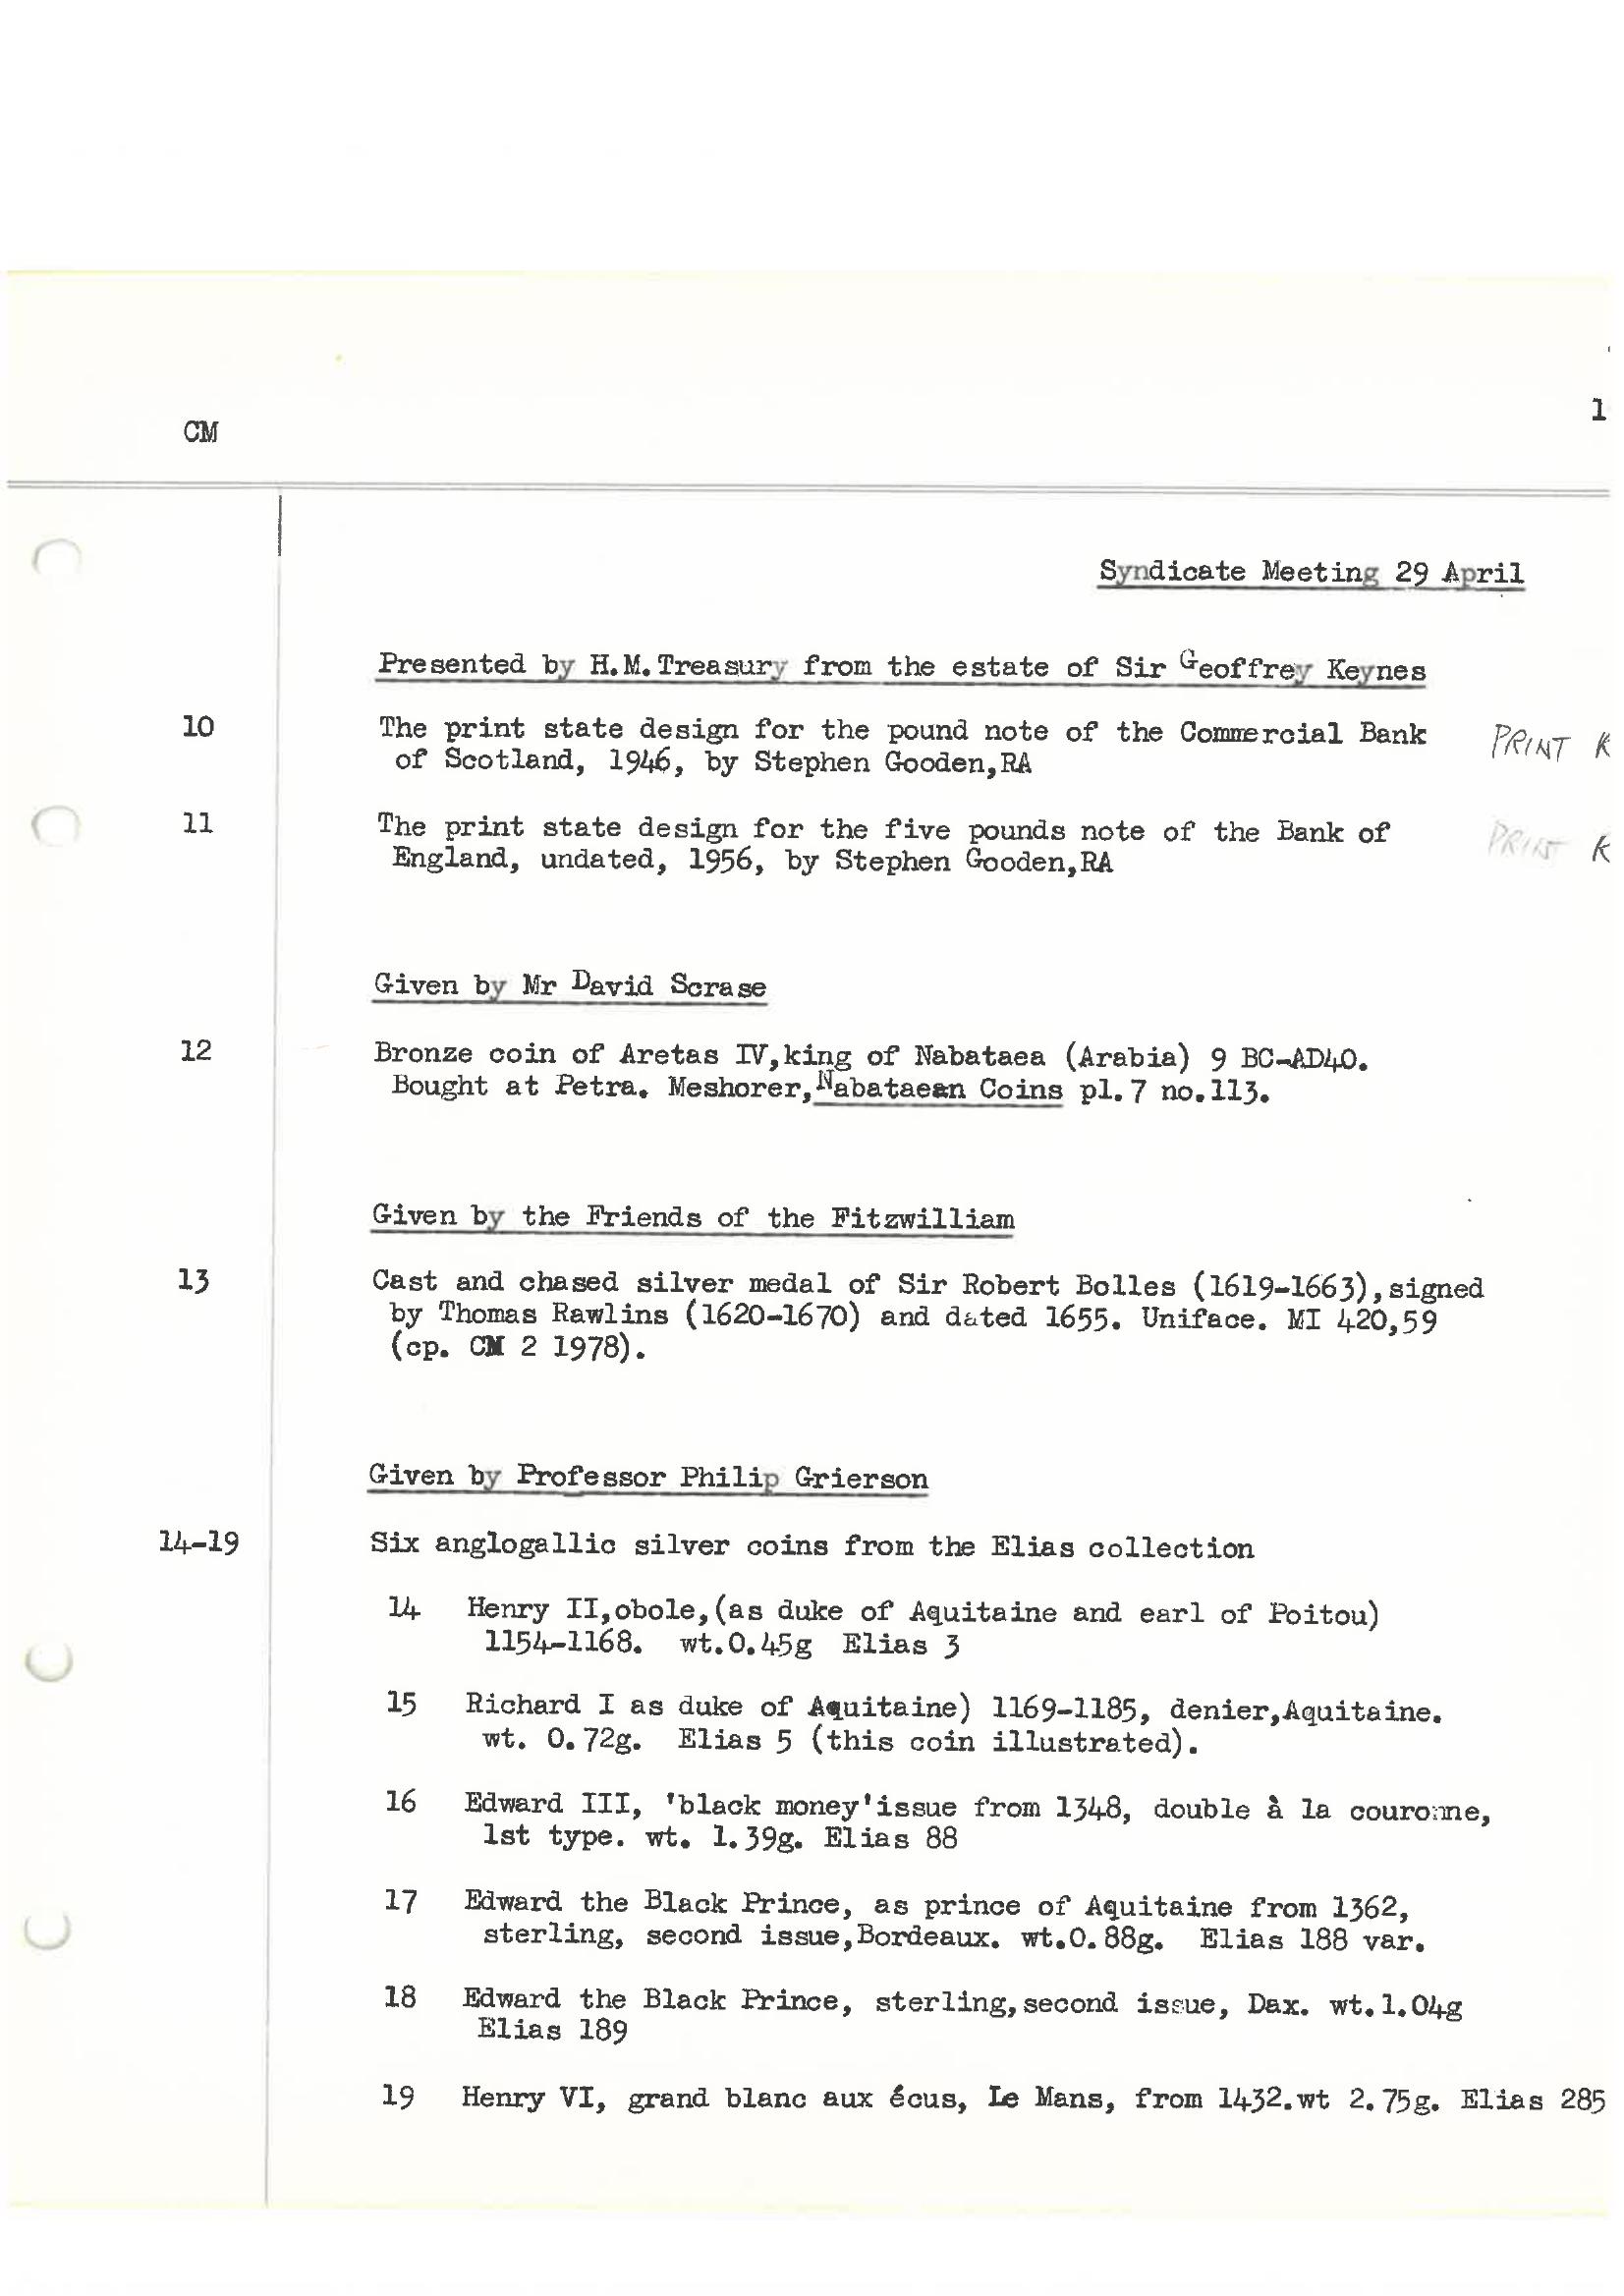 CM
1
Syndicate Meeting 29 April
Presented by H.M.Treasury from the estate of Sir Geoffrey Keynes
10 The print state design for the pound note of the Commercial Bank PRINT K
of Scotland, 1946, by Stephen Gooden,RA
11 The print state design for the five pounds note of the Bank of PRINT K
England, undated, 1956, by Stephen Gooden,RA
Given by Mr David Scrase
12 Bronze coin of Aretas IV,king of Nabataea (Arabia) 9 BC-AD40.
Bought at Petra. Meshorer,Nabataean Coins pl.7 no.113.
Given by the Friends of the Fitzwilliam
13 Cast and chased silver medal of Sir Robert Bolles (1619-1663),signed
by Thomas Rawlins (1620-1670) and dated 1655. Uniface. MI 420,59
(cp. CM 2 1978).
Given by Professor Philip Grierson
14-19 Six anglogallic silver coins from the Elias collection
14 Henry II,obole,(as duke of Aquitaine and earl of Poitou)
1154-1168. wt.0.45g Elias 3
15 Richard I as duke of Aquitaine) 1169-1185, denier,Aquitaine.
wt. 0.72g. Elias 5 (this coin illustrated).
16 Edward III, 'black money'issue from 1348, double à la couronne,
1st type. wt. 1.39g. Elias 88
17 Edward the Black Prince, as prince of Aquitaine from 1362,
sterling, second issue,Bordeaux. wt.0.88g. Elias 188 var.
18 Edward the Black Prince, sterling,second issue, Dax. wt.1.04g
Elias 189
19 Henry VI, grand blanc aux écus, Le Mans, from 1432.wt 2.75g. Elias 285